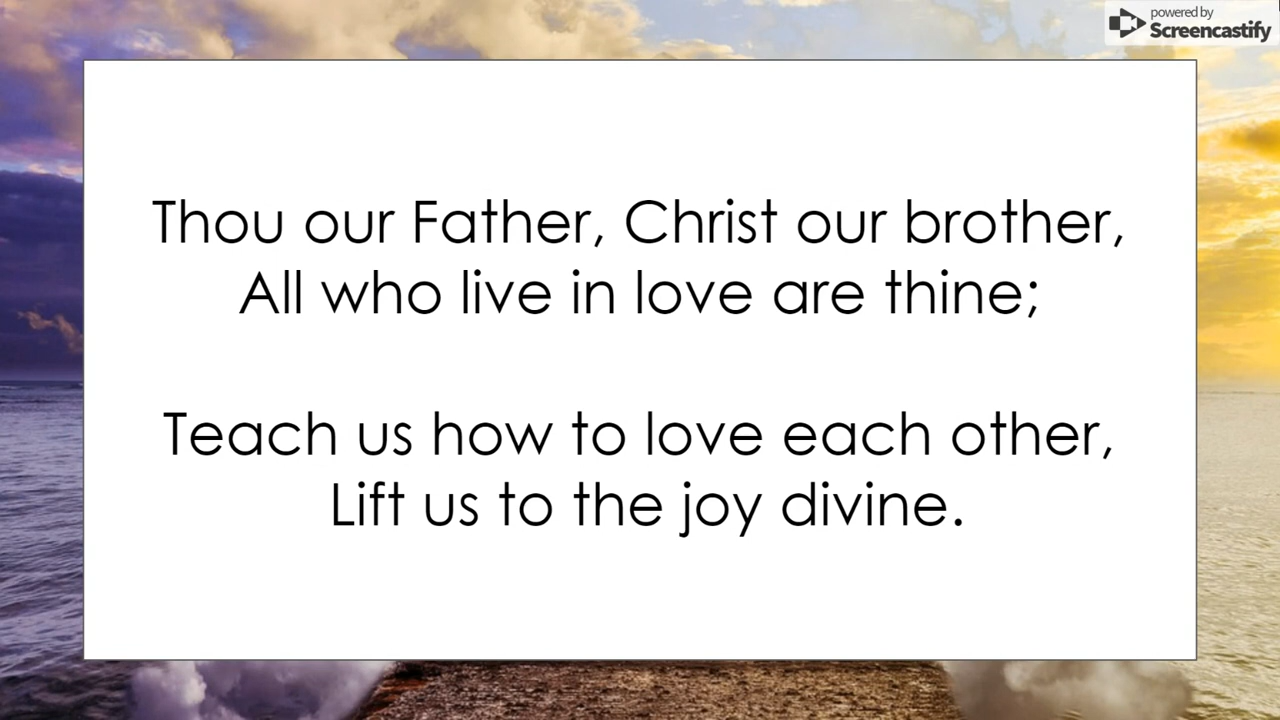 powered by
Screencastify
Thou our Father, Christ our brother,
All who live in love are thine;
Teach us how to love each other,
Lift us to the joy divine.